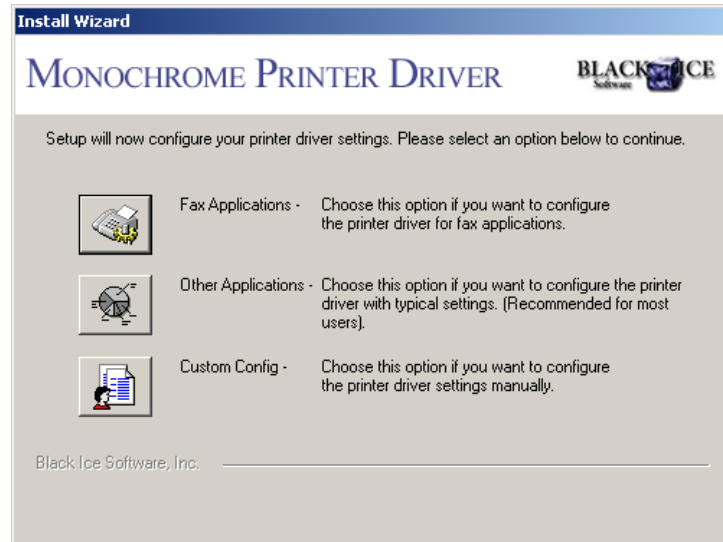 Install Wizard
MONOCHROME PRINTER DRIVER
BLACK ICE
Software
Setup will now configure your printer driver settings. Please select an option below to continue.
Fax Applications - Choose this option if you want to configure
the printer driver for fax applications.
Other Applications - Choose this option if you want to configure the printer
driver with typical settings. (Recommended for most
users).
Custom Config - Choose this option if you want to configure
the printer driver settings manually.
Black Ice Software, Inc.